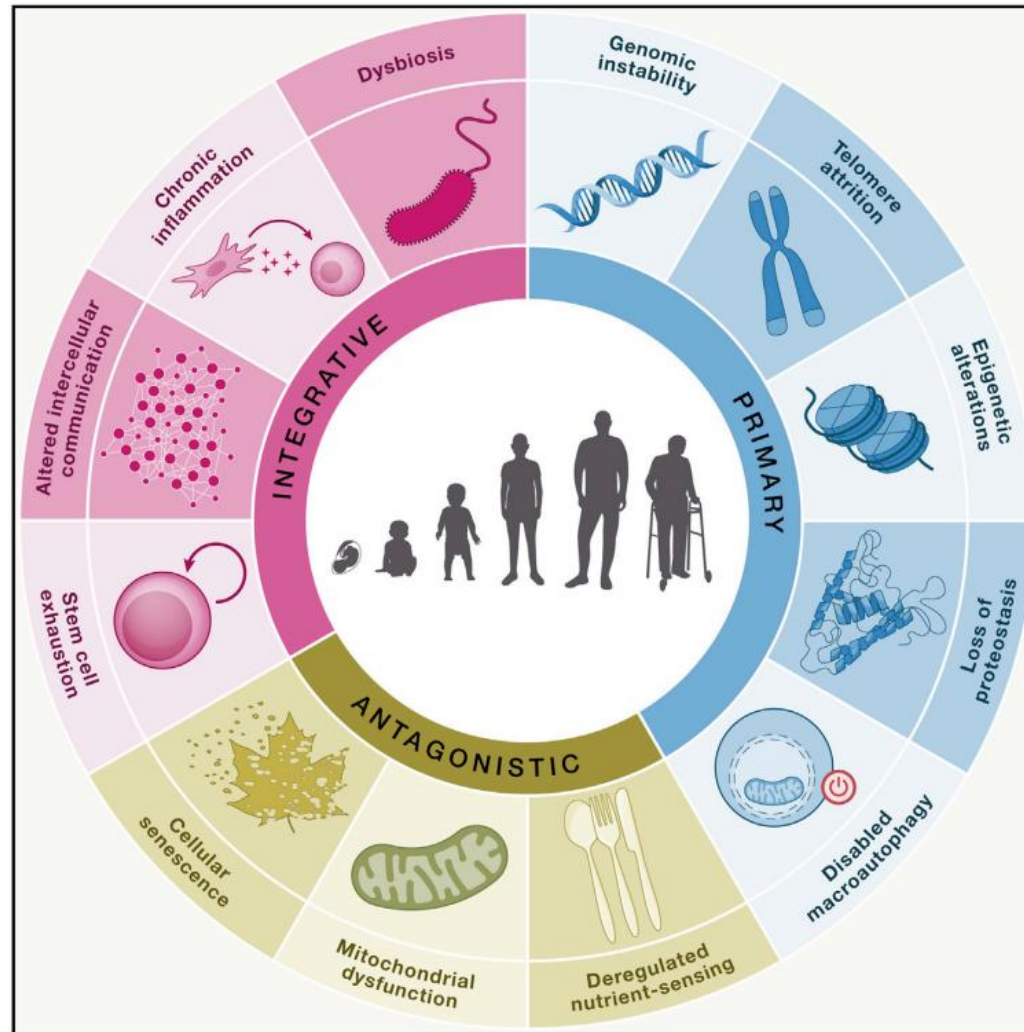 Dysbiosis
Genomic
instability
Telomere
attrition
Epigenetic
alterations
Loss of
proteostasis
Disabled
macroautophagy
Deregulated
nutrient-sensing
Mitochondrial
dysfunction
Cellular
senescence
Stem cell
exhaustion
Altered intercellular
communication
Chronic
inflammation
INTEGRATIVE
PRIMARY
ANTAGONISTIC